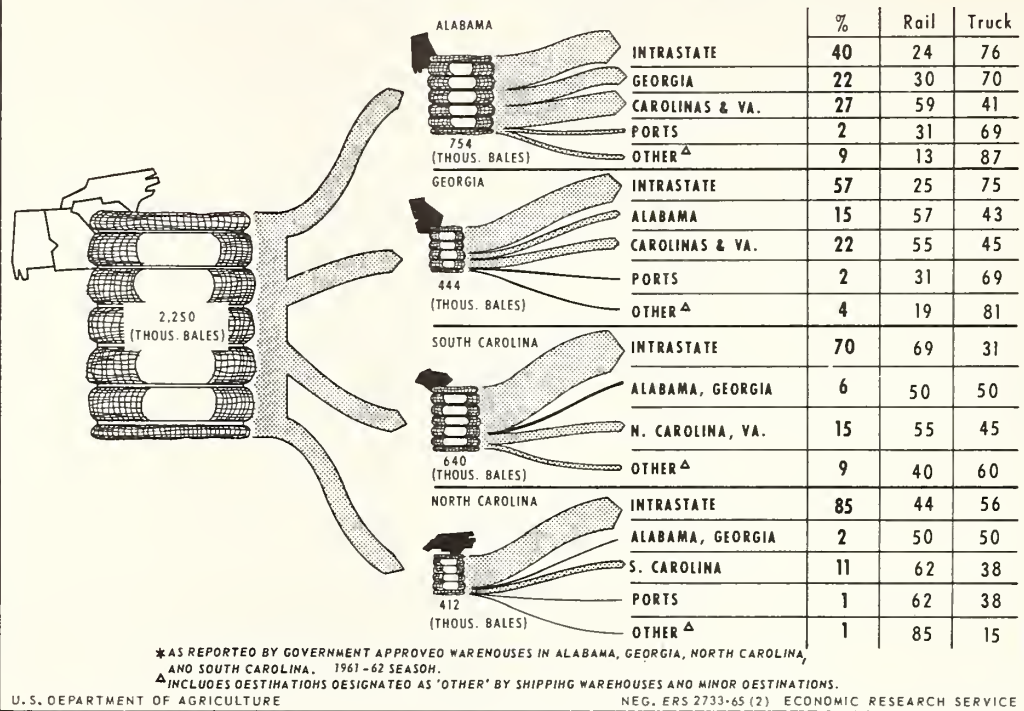 % Rail Truck
ALABAMA
INTRASTATE 40 24 76
GEORGIA 22 30 70
CAROLINAS & VA. 27 59 41
PORTS 2 31 69
OTHER Δ 9 13 87
754
(THOUS. BALES)
GEORGIA
INTRASTATE 57 25 75
ALABAMA 15 57 43
CAROLINAS & VA. 22 55 45
PORTS 2 31 69
OTHER Δ 4 19 81
444
(THOUS. BALES)
2,250
(THOUS. BALES)
SOUTH CAROLINA
INTRASTATE 70 69 31
ALABAMA, GEORGIA 6 50 50
N. CAROLINA, VA. 15 55 45
OTHER Δ 9 40 60
640
(THOUS. BALES)
NORTH CAROLINA
INTRASTATE 85 44 56
ALABAMA, GEORGIA 2 50 50
S. CAROLINA 11 62 38
PORTS 1 62 38
OTHER Δ 1 85 15
412
(THOUS. BALES)
*AS REPORTED BY GOVERNMENT APPROVED WARENOUSES IN ALABAMA, GEORGIA, NORTH CAROLINA,
AND SOUTH CAROLINA. 1961-62 SEASOH.
Δ INCLUDES OESTIHATIOHS OESIGNATED AS 'OTHER' BY SHIPPIHG WAREHOUSES AND MINOR OESTINATIONS.
U.S. OEPARTMENT OF AGRICULTURE NEG. ERS 2733-65 (2) ECONOMIC RESEARCH SERVICE